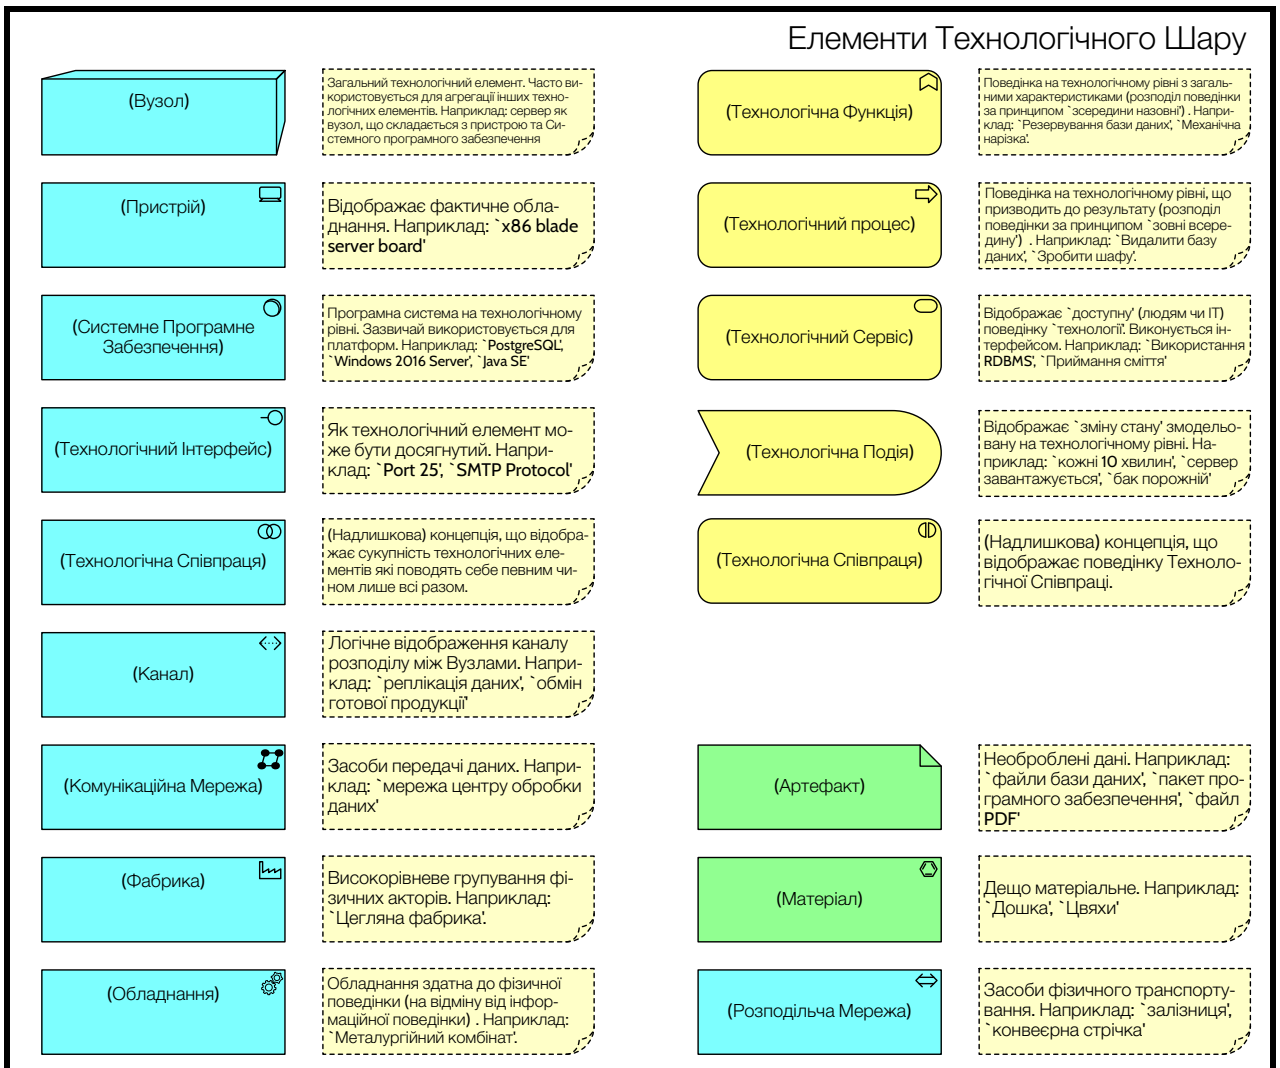 Елементи Технологічного Шару
(Вузол)
Загальний технологічний елемент. Часто ви-
користовується для агрегації інших техно-
логічних елементів. Наприклад: сервер як
вузол, що складається з пристрою та Си-
стемного програмного забезпечення
(Технологічна Функція)
Поведінка на технологічному рівні з загаль-
ними характеристиками (розподіл поведінки
за принципом `зсередини назовні') . Напри-
клад: `Резервування бази даних', `Механічна
нарізка'.
(Пристрій)
Відображає фактичне обла-
днання. Наприклад: `x86 blade
server board'
(Технологічний процес)
Поведінка на технологічному рівні, що
призводить до результату (розподіл
поведінки за принципом `зовні всере-
дину') . Наприклад: `Видалити базу
даних', `Зробити шафу'.
(Системне Програмне
Забезпечення)
Програмна система на технологічному
рівні. Зазвичай використовується для
платформ. Наприклад: `PostgreSQL',
`Windows 2016 Server', `Java SE'
(Технологічний Сервіс)
Відображає `доступну' (людям чи ІТ)
поведінку `технології'. Виконується ін-
терфейсом. Наприклад: `Використання
RDBMS', `Приймання сміття'
(Технологічний Інтерфейс)
Як технологічний елемент мо-
же бути досягнутий. Напри-
клад: `Port 25', `SMTP Protocol'
(Технологічна Подія)
Відображає `зміну стану' змодельо-
вану на технологічному рівні. На-
приклад: `кожні 10 хвилин', `сервер
завантажується', `бак порожній'
(Технологічна Співпраця)
(Надлишкова) концепція, що відобра-
жає сукупність технологічних еле-
ментів які поводять себе певним чи-
ном лише всі разом.
(Технологічна Співпраця)
(Надлишкова) концепція, що
відображає поведінку Техноло-
гічної Співпраці.
(Канал)
Логічне відображення каналу
розподілу між Вузлами. Напри-
клад: `реплікація даних', `обмін
готової продукції'
(Комунікаційна Мережа)
Засоби передачі даних. Напри-
клад: `мережа центру обробки
даних'
(Артефакт)
Необроблені дані. Наприклад:
`файли бази даних', `пакет про-
грамного забезпечення', `файл
PDF'
(Фабрика)
Високорівневе групування фі-
зичних акторів. Наприклад:
`Цегляна фабрика'.
(Матеріал)
Дещо матеріальне. Наприклад:
`Дошка', `Цвяхи'
(Обладнання)
Обладнання здатна до фізичної
поведінки (на відміну від інфор-
маційної поведінки) . Наприклад:
`Металургійний комбінат'.
(Розподільча Мережа)
Засоби фізичного транспорту-
вання. Наприклад: `залізниця',
`конвеєрна стрічка'